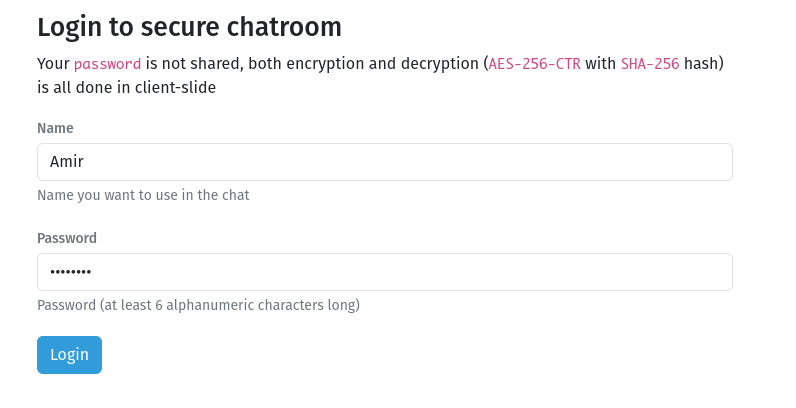 Login to secure chatroom
Your password is not shared, both encryption and decryption (AES-256-CTR with SHA-256 hash)
is all done in client-slide
Name
Amir
Name you want to use in the chat
Password
••••••••
Password (at least 6 alphanumeric characters long)
Login